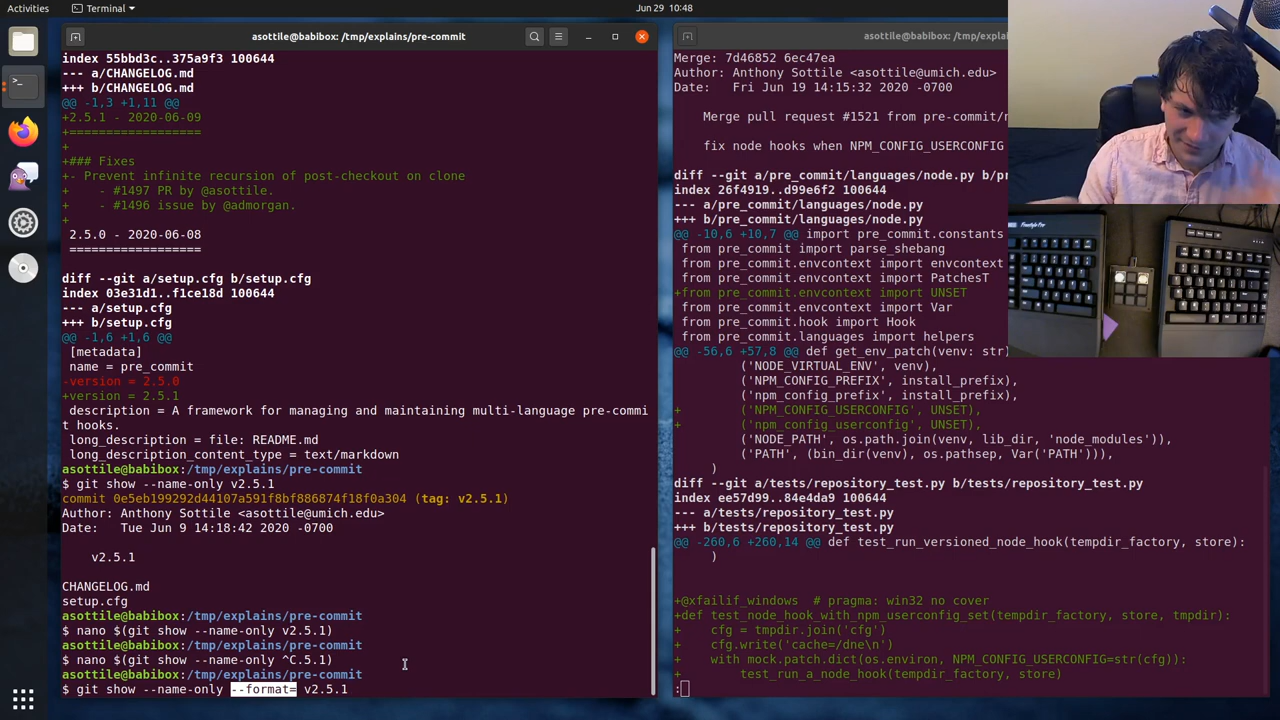 Activities
Terminal
Jun 29 10:48
asottile@babibox: /tmp/explains/pre-commit
index 55bbd3c..375a9f3 100644
--- a/CHANGELOG.md
+++ b/CHANGELOG.md
@@ -1,3 +1,11 @@
+2.5.1 - 2020-06-09
+==================
+
+### Fixes
+- Prevent infinite recursion of post-checkout on clone
+    - #1497 PR by @asottile.
+    - #1496 issue by @admorgan.
+
 2.5.0 - 2020-06-08
 ==================
diff --git a/setup.cfg b/setup.cfg
index 03e31d1..f1ce18d 100644
--- a/setup.cfg
+++ b/setup.cfg
@@ -1,6 +1,6 @@
 [metadata]
 name = pre_commit
-version = 2.5.0
+version = 2.5.1
 description = A framework for managing and maintaining multi-language pre-commi
t hooks.
 long_description = file: README.md
 long_description_content_type = text/markdown
asottile@babibox:/tmp/explains/pre-commit
$ git show --name-only v2.5.1
commit 0e5eb199292d44107a591f8bf886874f18f0a304 (tag: v2.5.1)
Author: Anthony Sottile <asottile@umich.edu>
Date:   Tue Jun 9 14:18:42 2020 -0700
    v2.5.1
CHANGELOG.md
setup.cfg
asottile@babibox:/tmp/explains/pre-commit
$ nano $(git show --name-only v2.5.1)
asottile@babibox:/tmp/explains/pre-commit
$ nano $(git show --name-only ^C.5.1)
asottile@babibox:/tmp/explains/pre-commit
$ git show --name-only --format= v2.5.1
asottile@babibox: /tmp/explai
Merge: 7d46852 6ec47ea
Author: Anthony Sottile <asottile@umich.edu>
Date:   Fri Jun 19 14:15:32 2020 -0700
    Merge pull request #1521 from pre-commit/
    fix node hooks when NPM_CONFIG_USERCONFIG
diff --git a/pre_commit/languages/node.py b/pr
index 26f4919..d99e6f2 100644
--- a/pre_commit/languages/node.py
+++ b/pre_commit/languages/node.py
@@ -10,6 +10,7 @@ import pre_commit.constants
 from pre_commit import parse_shebang
 from pre_commit.envcontext import envcontext
 from pre_commit.envcontext import PatchesT
+from pre_commit.envcontext import UNSET
 from pre_commit.envcontext import Var
 from pre_commit.hook import Hook
 from pre_commit.languages import helpers
@@ -56,6 +57,8 @@ def get_env_patch(venv: str)
         ('NODE_VIRTUAL_ENV', venv),
         ('NPM_CONFIG_PREFIX', install_prefix),
         ('npm_config_prefix', install_prefix),
+        ('NPM_CONFIG_USERCONFIG', UNSET),
+        ('npm_config_userconfig', UNSET),
         ('NODE_PATH', os.path.join(venv, lib_dir, 'node_modules')),
         ('PATH', (bin_dir(venv), os.pathsep, Var('PATH'))),
     )
diff --git a/tests/repository_test.py b/tests/repository_test.py
index ee57d99..84e4da9 100644
--- a/tests/repository_test.py
+++ b/tests/repository_test.py
@@ -260,6 +260,14 @@ def test_run_versioned_node_hook(tempdir_factory, store):
     )
+@xfailif_windows  # pragma: win32 no cover
+def test_node_hook_with_npm_userconfig_set(tempdir_factory, store, tmpdir):
+    cfg = tmpdir.join('cfg')
+    cfg.write('cache=/dne\n')
+    with mock.patch.dict(os.environ, NPM_CONFIG_USERCONFIG=str(cfg)):
+        test_run_a_node_hook(tempdir_factory, store, tmpdir)
: